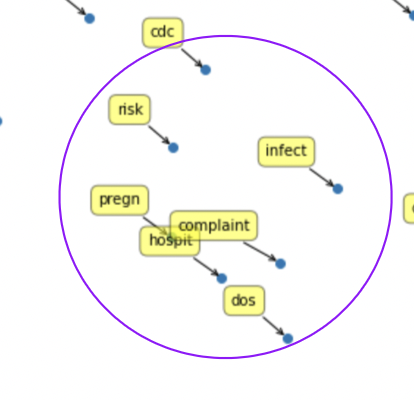 cdc
risk
infect
pregn
complaint
hospit
dos